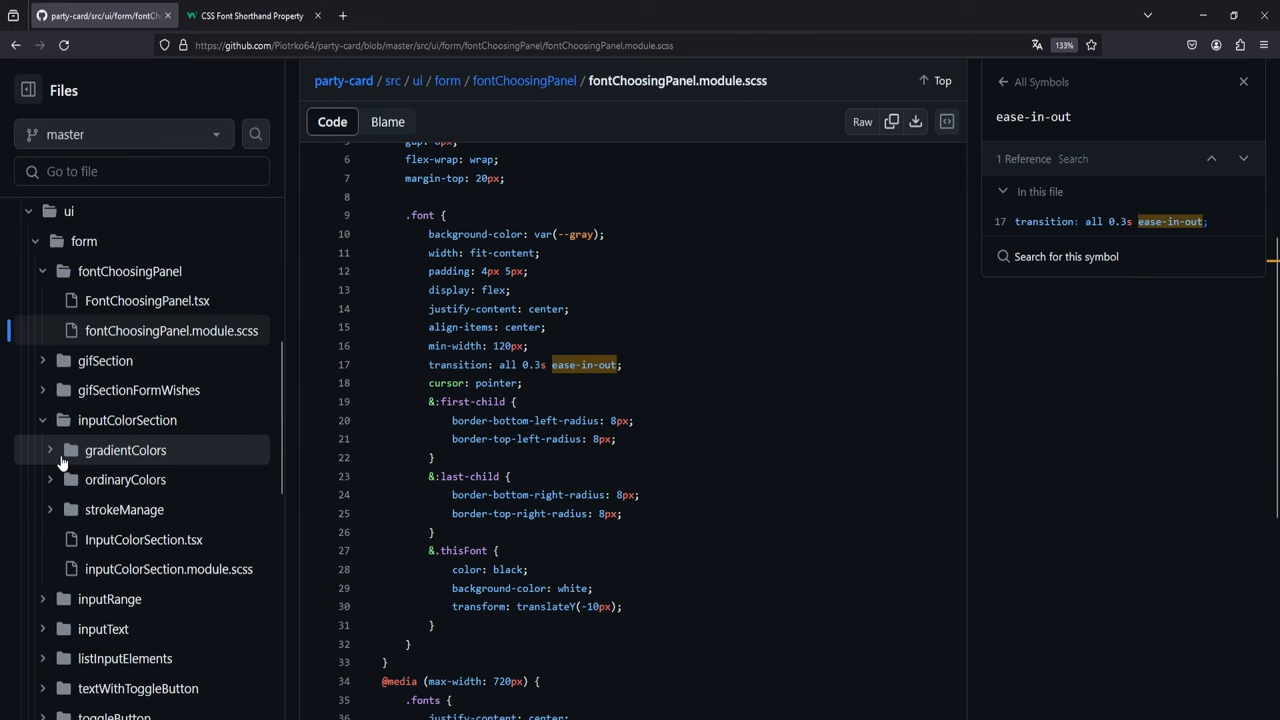 party-card/src/ui/form/fontCh
CSS Font Shorthand Property
https://github.com/Piotrko64/party-card/blob/master/src/ui/form/fontChoosingPanel/fontChoosingPanel.module.scss
133%
Files
master
Go to file
ui
form
fontChoosingPanel
FontChoosingPanel.tsx
fontChoosingPanel.module.scss
gifSection
gifSectionFormWishes
inputColorSection
gradientColors
ordinaryColors
strokeManage
InputColorSection.tsx
inputColorSection.module.scss
inputRange
inputText
listInputElements
textWithToggleButton
toggleButton
party-card / src / ui / form / fontChoosingPanel / fontChoosingPanel.module.scss
Top
Code
Blame
Raw
5 gap: 8px;
6 flex-wrap: wrap;
7 margin-top: 20px;
8
9 .font {
10 background-color: var(--gray);
11 width: fit-content;
12 padding: 4px 5px;
13 display: flex;
14 justify-content: center;
15 align-items: center;
16 min-width: 120px;
17 transition: all 0.3s ease-in-out;
18 cursor: pointer;
19 &:first-child {
20 border-bottom-left-radius: 8px;
21 border-top-left-radius: 8px;
22 }
23 &:last-child {
24 border-bottom-right-radius: 8px;
25 border-top-right-radius: 8px;
26 }
27 &.thisFont {
28 color: black;
29 background-color: white;
30 transform: translateY(-10px);
31 }
32 }
33 }
34 @media (max-width: 720px) {
35 .fonts {
36 justify-content: center;
All Symbols
ease-in-out
1 Reference Search
In this file
17 transition: all 0.3s ease-in-out;
Search for this symbol